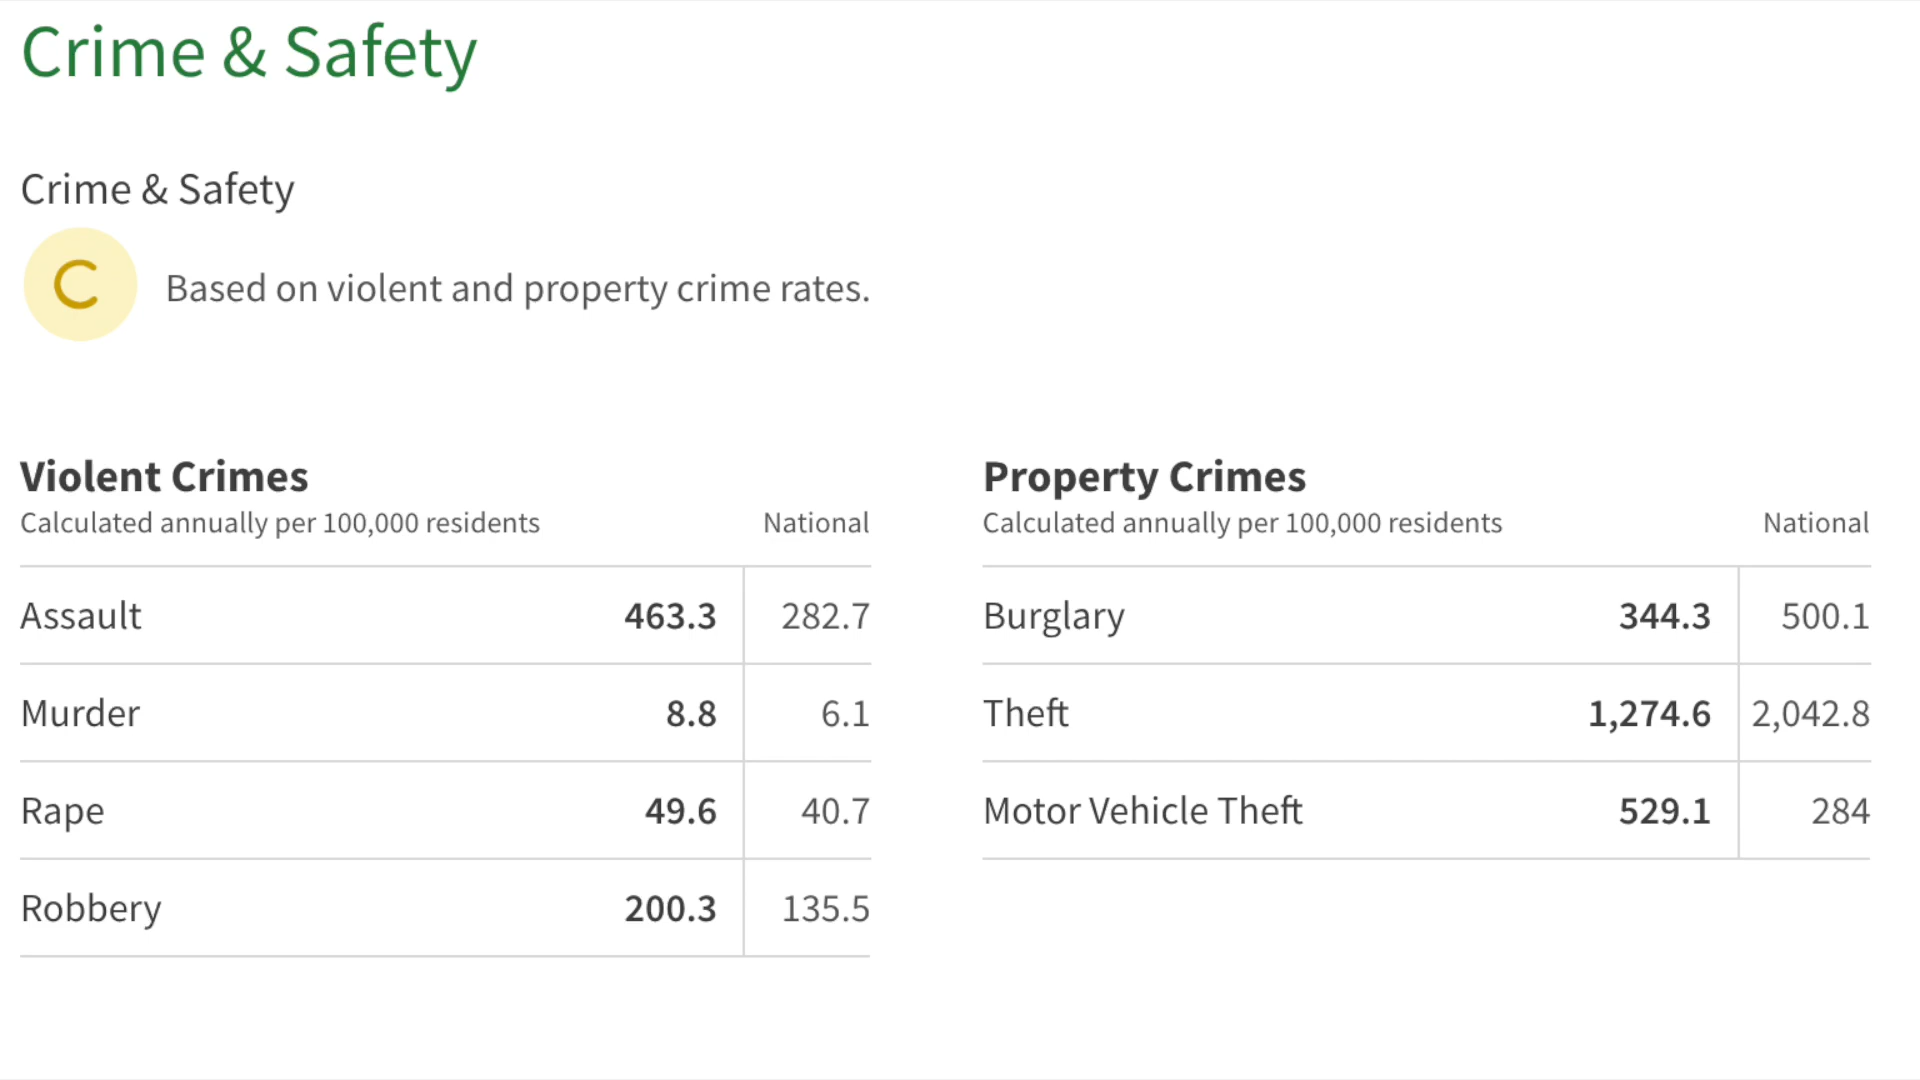 Crime & Safety
Crime & Safety
C
Based on violent and property crime rates.
Violent Crimes
Calculated annually per 100,000 residents National
Assault 463.3 282.7
Murder 8.8 6.1
Rape 49.6 40.7
Robbery 200.3 135.5
Property Crimes
Calculated annually per 100,000 residents National
Burglary 344.3 500.1
Theft 1,274.6 2,042.8
Motor Vehicle Theft 529.1 284